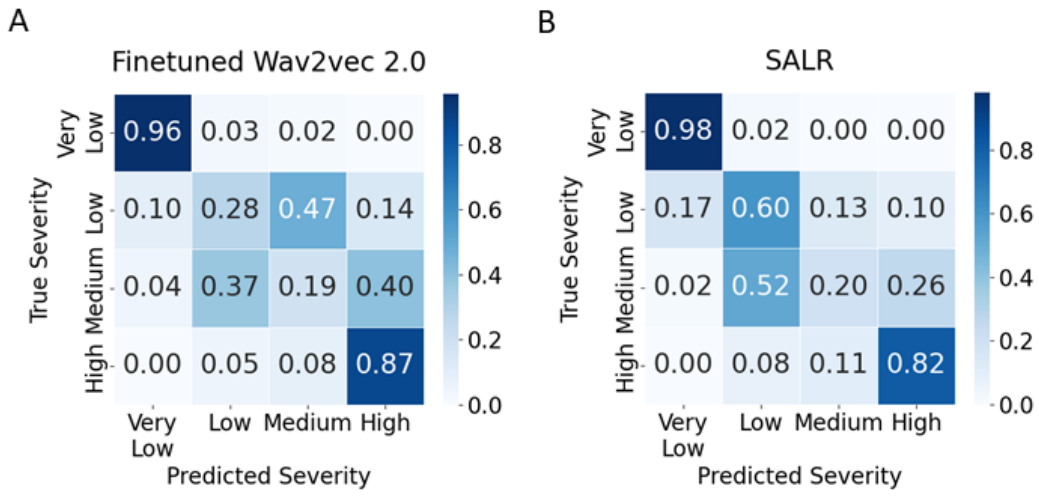 A
B
Finetuned Wav2vec 2.0
SALR
True Severity
Very
Low
0.96 0.03 0.02 0.00
Low
0.10 0.28 0.47 0.14
Medium
0.04 0.37 0.19 0.40
High
0.00 0.05 0.08 0.87
0.8
0.6
0.4
0.2
0.0
Very Low Medium High
Low
Predicted Severity
True Severity
Very
Low
0.98 0.02 0.00 0.00
Low
0.17 0.60 0.13 0.10
Medium
0.02 0.52 0.20 0.26
High
0.00 0.08 0.11 0.82
0.8
0.6
0.4
0.2
0.0
Very Low Medium High
Low
Predicted Severity